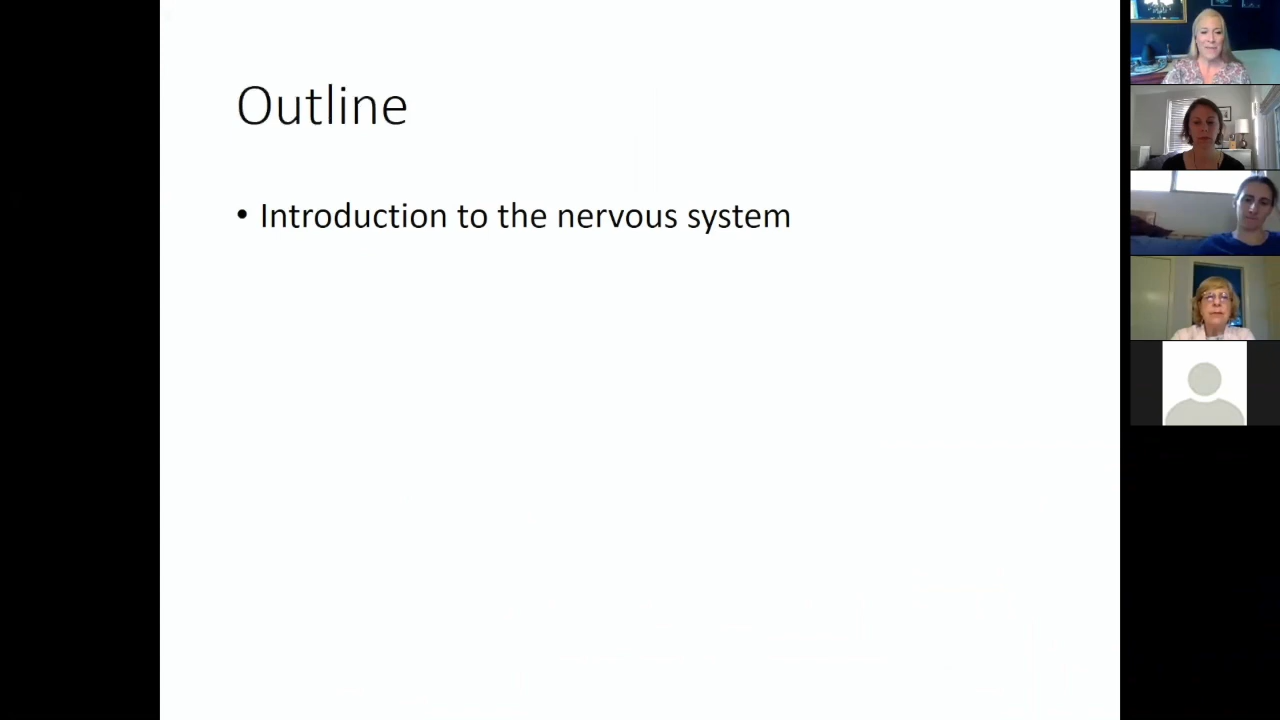 Outline
• Introduction to the nervous system